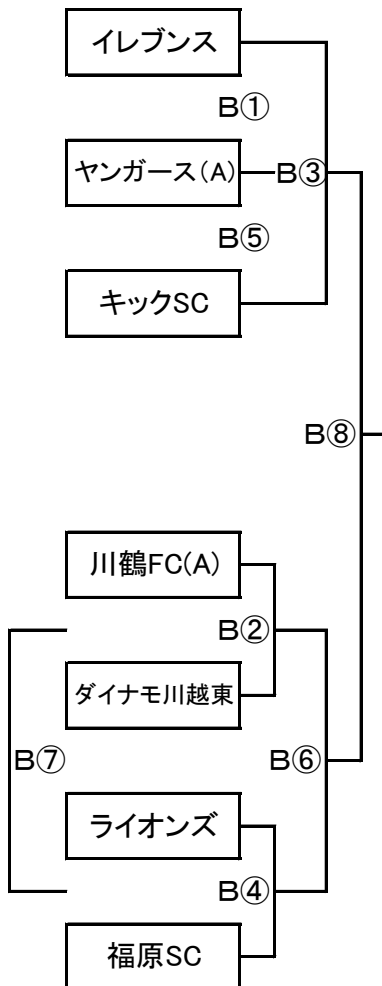 イレブンス
B①
ヤンガース(A)
B③
B⑤
キックSC
B⑧
川鶴FC(A)
B②
ダイナモ川越東
B⑦
B⑥
ライオンズ
B④
福原SC